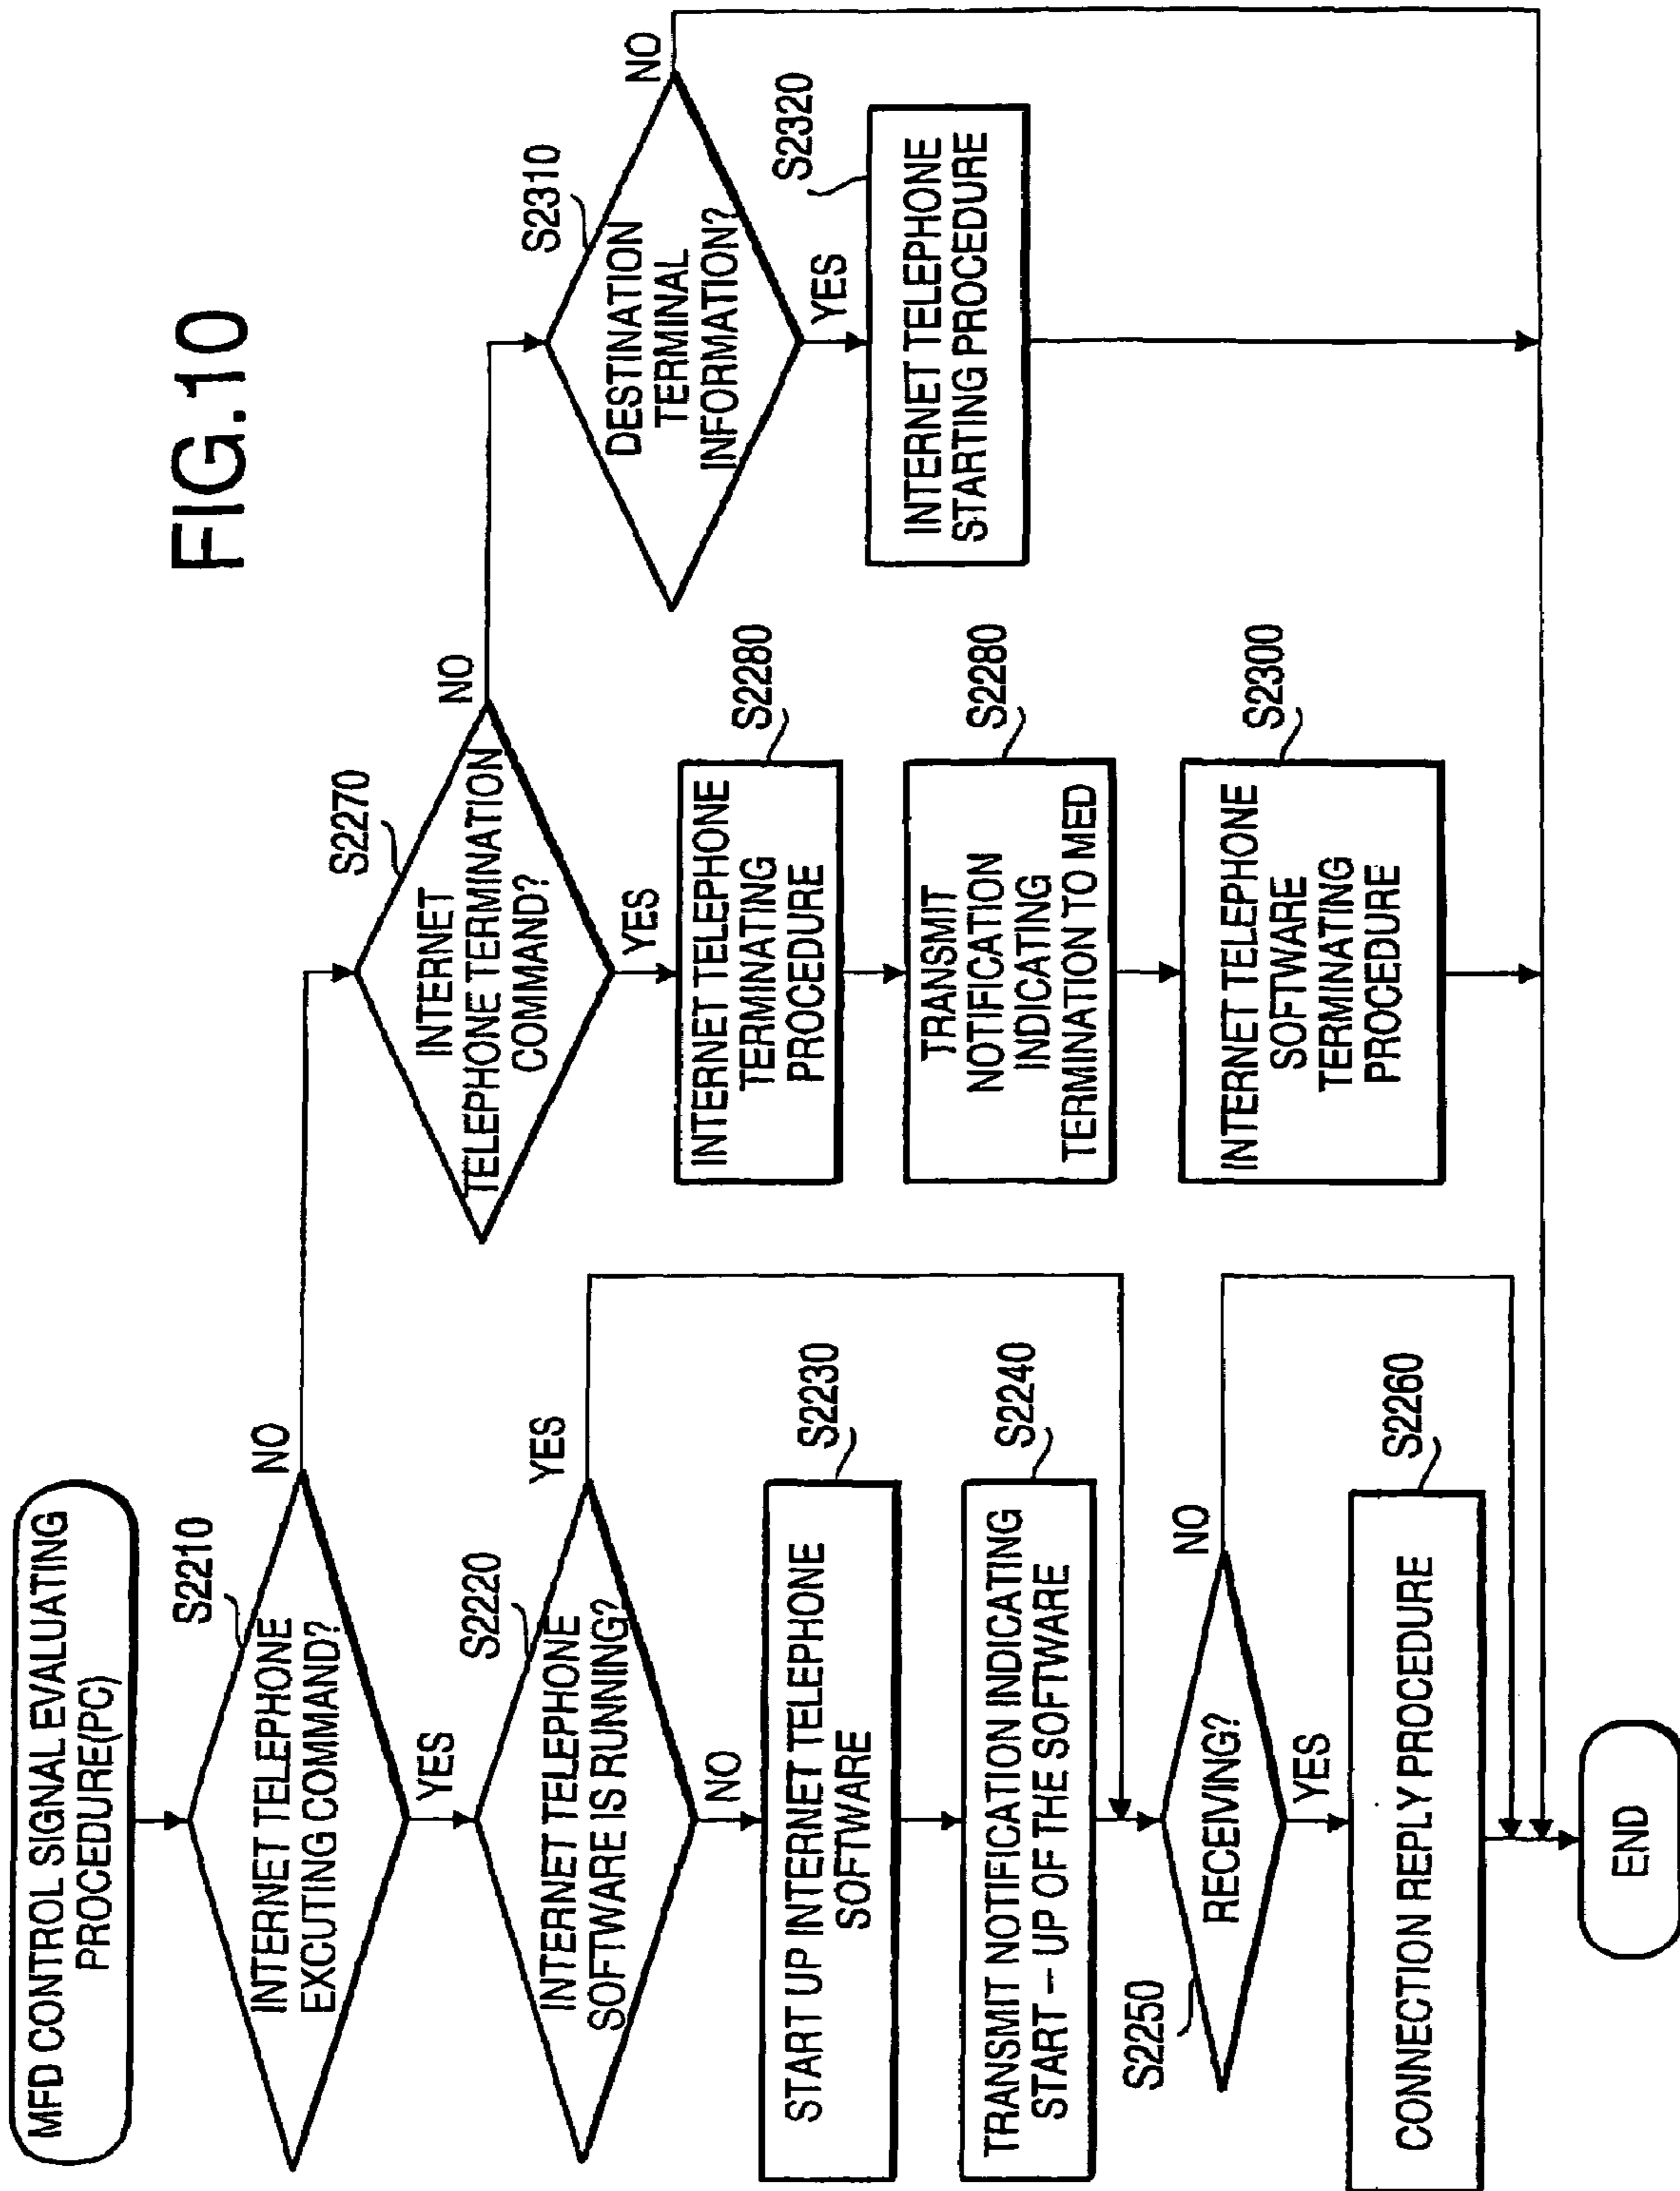 FIG.10
MFD CONTROL SIGNAL EVALUATING
PROCEDURE(PC)
S2210
INTERNET TELEPHONE
EXCUTING COMMAND?
NO
YES
S2220
INTERNET TELEPHONE
SOFTWARE IS RUNNING?
YES
NO
S2230
START UP INTERNET TELEPHONE
SOFTWARE
S2240
TRANSMIT NOTIFICATION INDICATING
START – UP OF THE SOFTWARE
S2250
RECEIVING?
NO
YES
S2260
CONNECTION REPLY PROCEDURE
END
S2270
INTERNET
TELEPHONE TERMINATION
COMMAND?
NO
YES
S2280
INTERNET TELEPHONE
TERMINATING
PROCEDURE
S2280
TRANSMIT
NOTIFICATION
INDICATING
TERMINATION TO MED
S2300
INTERNET TELEPHONE
SOFTWARE
TERMINATING
PROCEDURE
S2310
DESTINATION
TERMINAL
INFORMATION?
NO
YES
S2320
INTERNET TELEPHONE
STARTING PROCEDURE